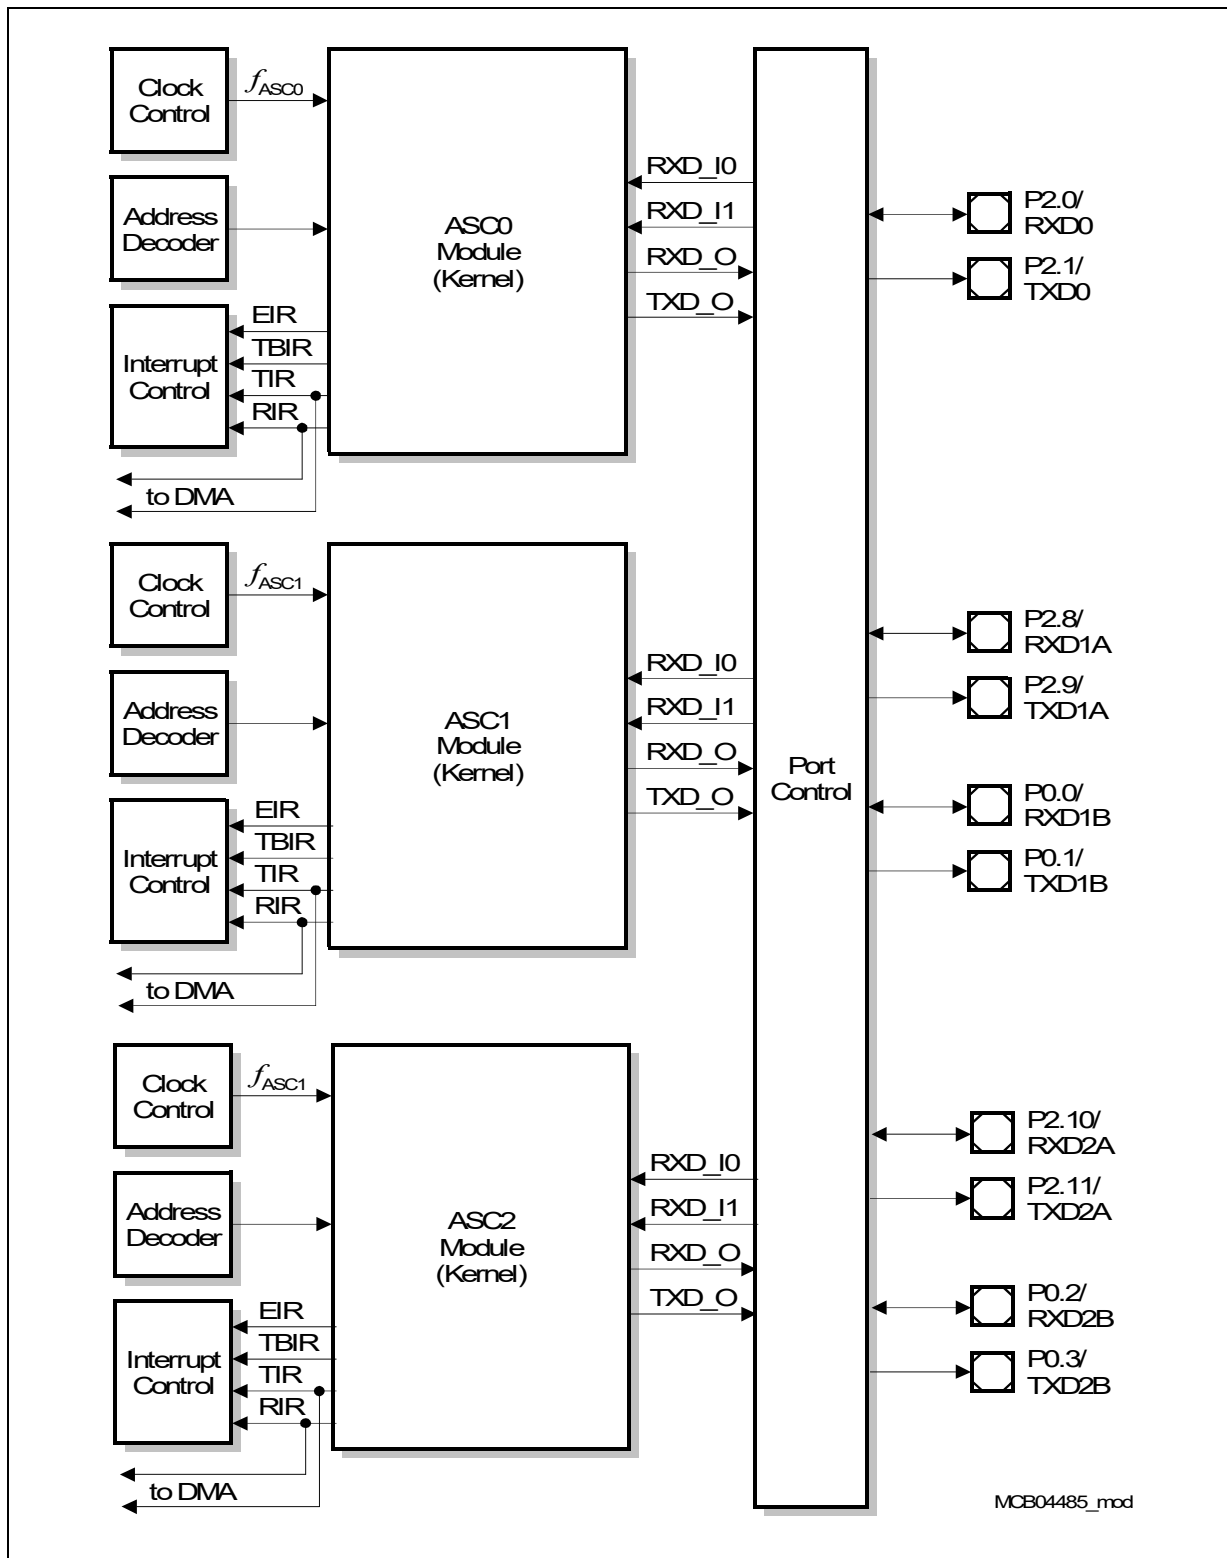 Clock
Control
fASC0
Address
Decoder
ASC0
Module
(Kernel)
RXD_I0
RXD_I1
RXD_O
TXD_O
P2.0/
RXD0
P2.1/
TXD0
Interrupt
Control
EIR
TBIR
TIR
RIR
to DMA
Clock
Control
fASC1
Address
Decoder
ASC1
Module
(Kernel)
RXD_I0
RXD_I1
RXD_O
TXD_O
Port
Control
P2.8/
RXD1A
P2.9/
TXD1A
P0.0/
RXD1B
P0.1/
TXD1B
Interrupt
Control
EIR
TBIR
TIR
RIR
to DMA
Clock
Control
fASC1
Address
Decoder
ASC2
Module
(Kernel)
RXD_I0
RXD_I1
RXD_O
TXD_O
P2.10/
RXD2A
P2.11/
TXD2A
P0.2/
RXD2B
P0.3/
TXD2B
Interrupt
Control
EIR
TBIR
TIR
RIR
to DMA
MCB04485_mod